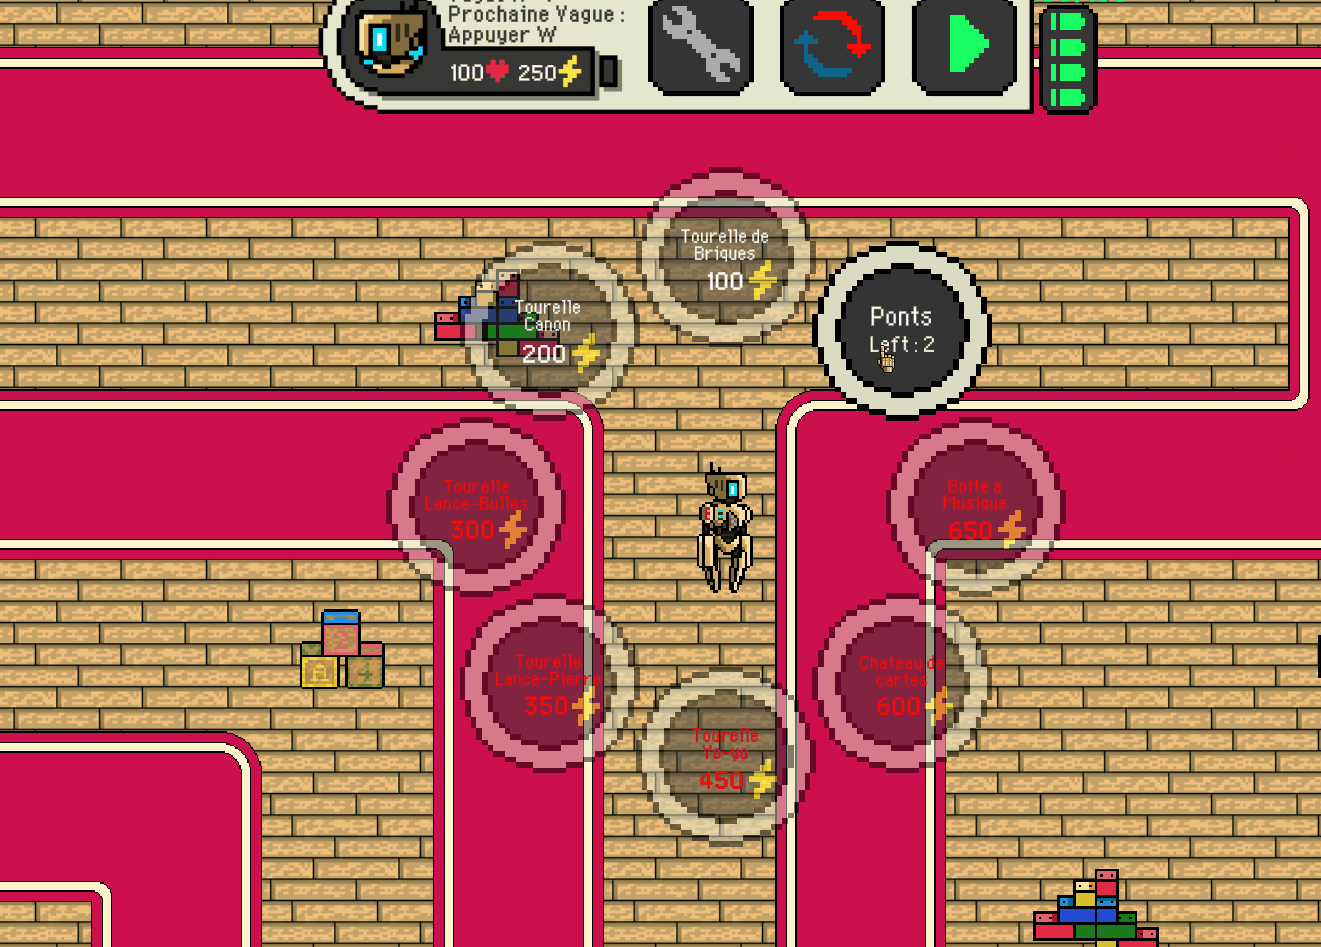 Prochaine Vague :
Appuyer W
100 250
Tourelle de
Briques
100
Tourelle
Canon
200
Ponts
Left : 2
Tourelle
Lance-Bulles
300
Boite a
Musique
650
Tourelle
Lance-Pierre
350
Chateau de
cartes
600
Tourelle
Yo-yo
450
A 4